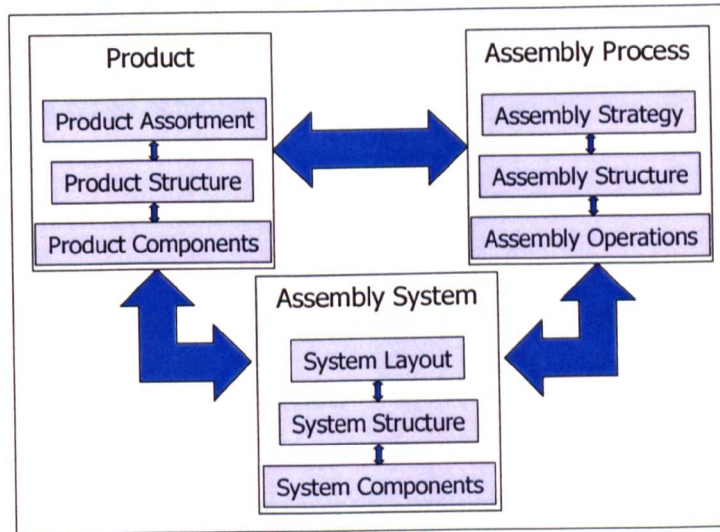 Product
Product Assortment
Product Structure
Product Components
Assembly Process
Assembly Strategy
Assembly Structure
Assembly Operations
Assembly System
System Layout
System Structure
System Components